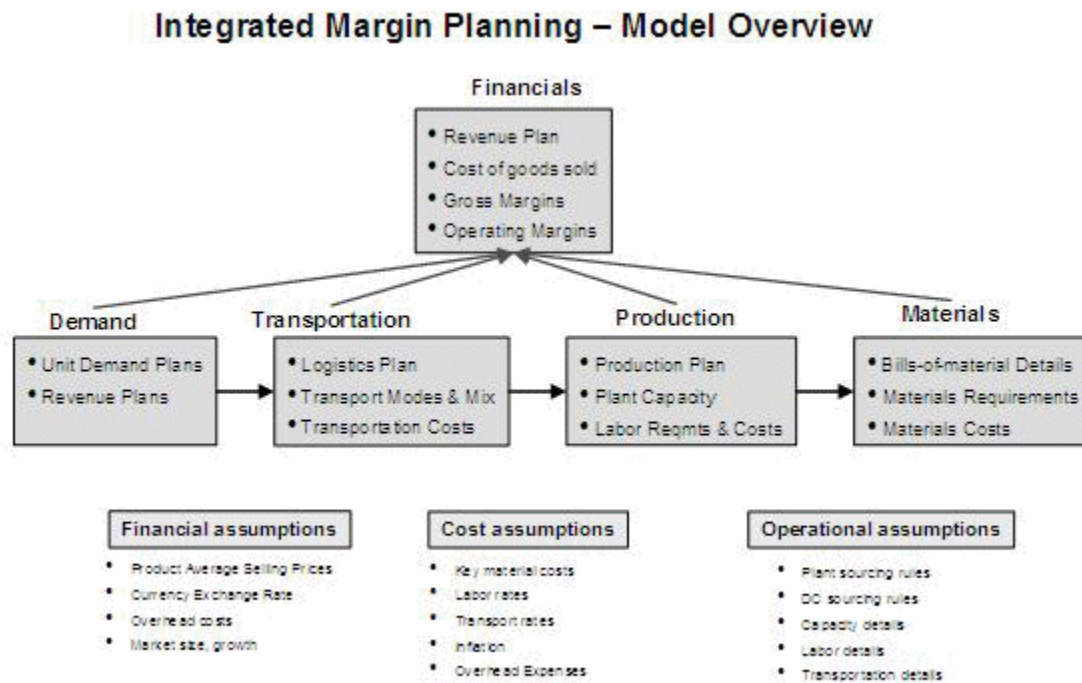 Integrated Margin Planning – Model Overview
Financials
• Revenue Plan
• Cost of goods sold
• Gross Margins
• Operating Margins
Demand
• Unit Demand Plans
• Revenue Plans
Transportation
• Logistics Plan
• Transport Modes & Mix
• Transportation Costs
Production
• Production Plan
• Plant Capacity
• Labor Reqmts & Costs
Materials
• Bills-of-material Details
• Materials Requirements
• Materials Costs
Financial assumptions
• Product Average Selling Prices
• Currency Exchange Rate
• Overhead costs
• Market size, growth
Cost assumptions
• Key material costs
• Labor rates
• Transport rates
• Inflation
• Overhead Expenses
Operational assumptions
• Plant sourcing rules
• DC sourcing rules
• Capacity details
• Labor details
• Transportation details